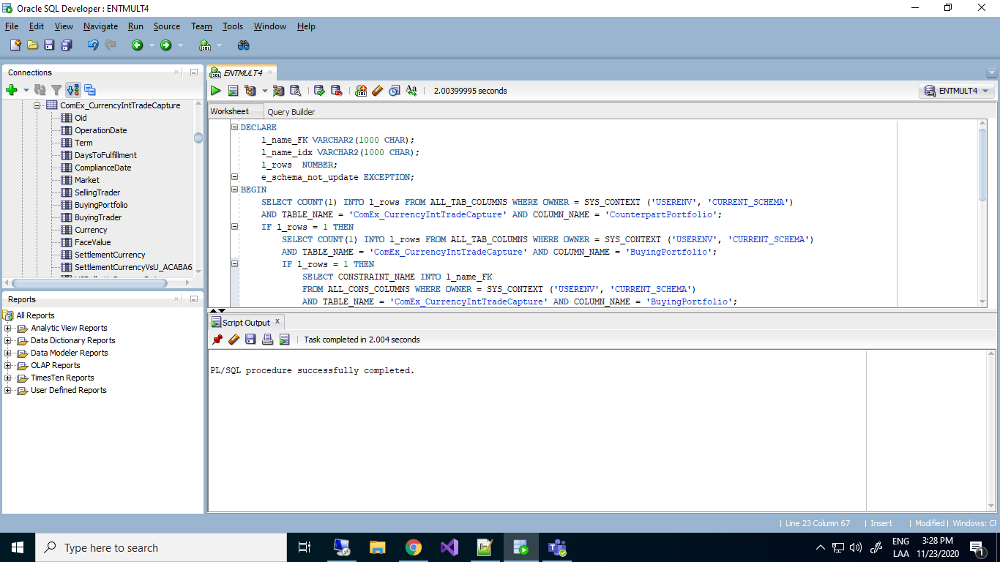 Oracle SQL Developer : ENTMULT4
File Edit View Navigate Run Source Team Tools Window Help
Connections
ComEx_CurrencyIntTradeCapture
Oid
OperationDate
Term
DaysToFulfillment
ComplianceDate
Market
SellingTrader
BuyingPortfolio
BuyingTrader
Currency
FaceValue
SettlementCurrency
SettlementCurrencyVsU_ACABA6
Reports
All Reports
Analytic View Reports
Data Dictionary Reports
Data Modeler Reports
OLAP Reports
TimesTen Reports
User Defined Reports
ENTMULT4
2.00399995 seconds
ENTMULT4
Worksheet Query Builder
DECLARE
l_name_FK VARCHAR2(1000 CHAR);
l_name_idx VARCHAR2(1000 CHAR);
l_rows  NUMBER;
e_schema_not_update EXCEPTION;
BEGIN
SELECT COUNT(1) INTO l_rows FROM ALL_TAB_COLUMNS WHERE OWNER = SYS_CONTEXT ('USERENV', 'CURRENT_SCHEMA')
AND TABLE_NAME = 'ComEx_CurrencyIntTradeCapture' AND COLUMN_NAME = 'CounterpartPortfolio';
IF l_rows = 1 THEN
SELECT COUNT(1) INTO l_rows FROM ALL_TAB_COLUMNS WHERE OWNER = SYS_CONTEXT ('USERENV', 'CURRENT_SCHEMA')
AND TABLE_NAME = 'ComEx_CurrencyIntTradeCapture' AND COLUMN_NAME = 'BuyingPortfolio';
IF l_rows = 1 THEN
SELECT CONSTRAINT_NAME INTO l_name_FK
FROM ALL_CONS_COLUMNS WHERE OWNER = SYS_CONTEXT ('USERENV', 'CURRENT_SCHEMA')
AND TABLE_NAME = 'ComEx_CurrencyIntTradeCapture' AND COLUMN_NAME = 'BuyingPortfolio';
Script Output
Task completed in 2.004 seconds
PL/SQL procedure successfully completed.
Line 23 Column 67 Insert Modified Windows: CF
Type here to search
ENG
LAA
3:28 PM
11/23/2020
1